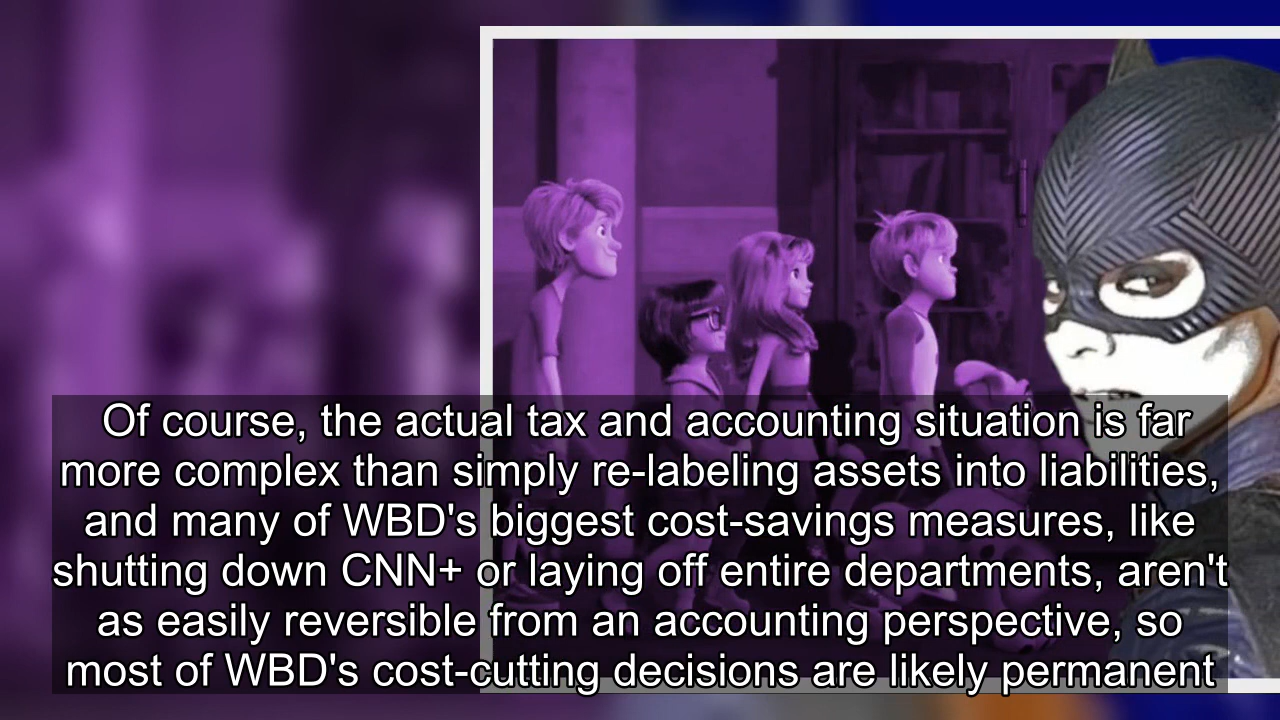 Of course, the actual tax and accounting situation is far
more complex than simply re-labeling assets into liabilities,
and many of WBD's biggest cost-savings measures, like
shutting down CNN+ or laying off entire departments, aren't
as easily reversible from an accounting perspective, so
most of WBD's cost-cutting decisions are likely permanent